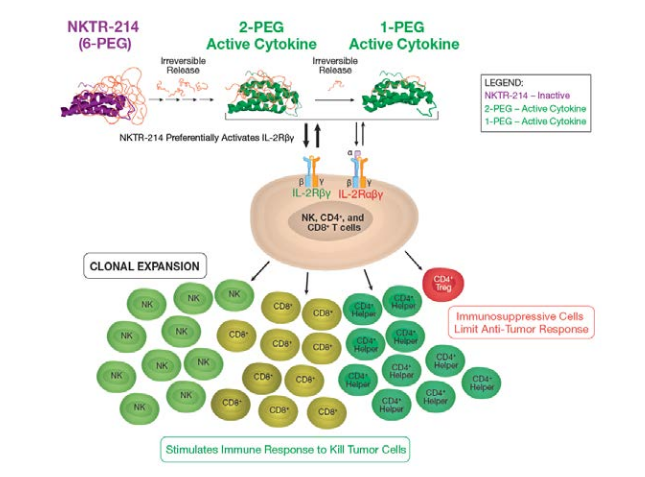 NKTR-214
(6-PEG)
2-PEG
Active Cytokine
1-PEG
Active Cytokine
Irreversible
Release
Irreversible
Release
LEGEND:
NKTR-214 – Inactive
2-PEG – Active Cytokine
1-PEG – Active Cytokine
NKTR-214 Preferentially Activates IL-2Rβγ
α
β γ
β γ
IL-2Rβγ
IL-2Rαβγ
NK, CD4+, and
CD8+ T cells
CLONAL EXPANSION
NK
NK
NK
NK
NK
NK
NK
NK
NK
NK
CD8+
CD8+
CD8+
CD8+
CD8+
CD8+
CD8+
CD8+
CD8+
CD8+
CD4+
Helper
CD4+
Helper
CD4+
Helper
CD4+
Helper
CD4+
Helper
CD4+
Helper
CD4+
Helper
CD4+
Helper
CD4+
Helper
CD4+
Helper
CD4+
Treg
Immunosuppressive Cells
Limit Anti-Tumor Response
Stimulates Immune Response to Kill Tumor Cells